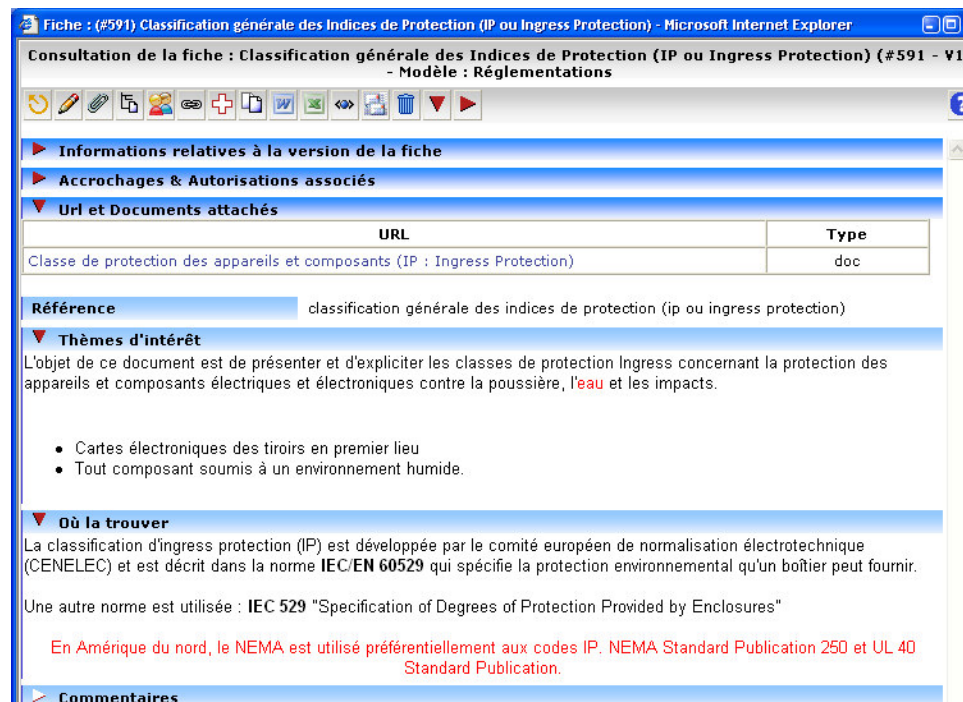 Fiche : (#591) Classification générale des Indices de Protection (IP ou Ingress Protection) - Microsoft Internet Explorer
Consultation de la fiche : Classification générale des Indices de Protection (IP ou Ingress Protection) (#591 - V1
- Modèle : Réglementations
Informations relatives à la version de la fiche
Accrochages & Autorisations associés
Url et Documents attachés
URL Type
Classe de protection des appareils et composants (IP : Ingress Protection) doc
Référence classification générale des indices de protection (ip ou ingress protection)
Thèmes d'intérêt
L'objet de ce document est de présenter et d'expliciter les classes de protection Ingress concernant la protection des
appareils et composants électriques et électroniques contre la poussière, l'eau et les impacts.
• Cartes électroniques des tiroirs en premier lieu
• Tout composant soumis à un environnement humide.
Où la trouver
La classification d'ingress protection (IP) est développée par le comité européen de normalisation électrotechnique
(CENELEC) et est décrit dans la norme IEC/EN 60529 qui spécifie la protection environnemental qu'un boîtier peut fournir.
Une autre norme est utilisée : IEC 529 "Specification of Degrees of Protection Provided by Enclosures"
En Amérique du nord, le NEMA est utilisé préférentiellement aux codes IP. NEMA Standard Publication 250 et UL 40
Standard Publication.
Commentaires